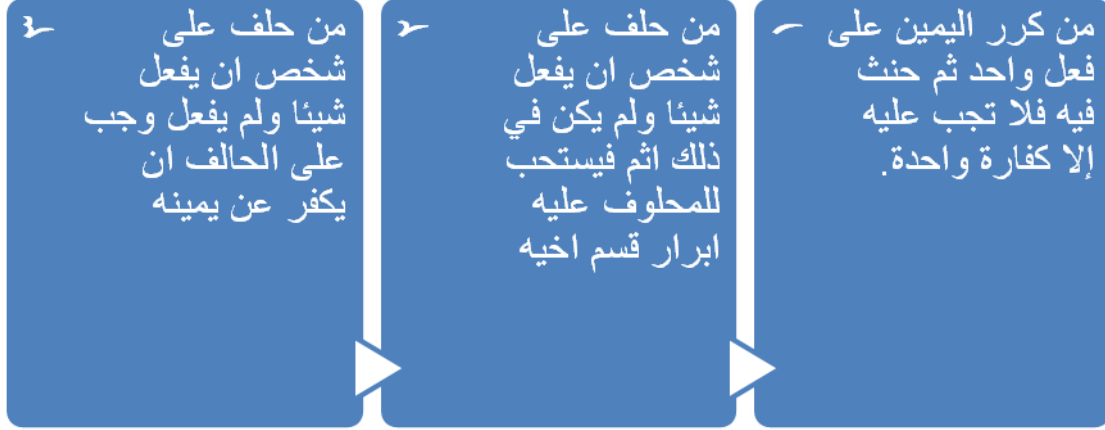 من كرر اليمين على
فعل واحد ثم حنث
فيه فلا تجب عليه
إلا كفارة واحدة.
من حلف على
شخص ان يفعل
شيئا ولم يكن في
ذلك اثم فيستحب
للمحلوف عليه
ابرار قسم اخيه
من حلف على
شخص ان يفعل
شيئا ولم يفعل وجب
على الحالف ان
يكفر عن يمينه